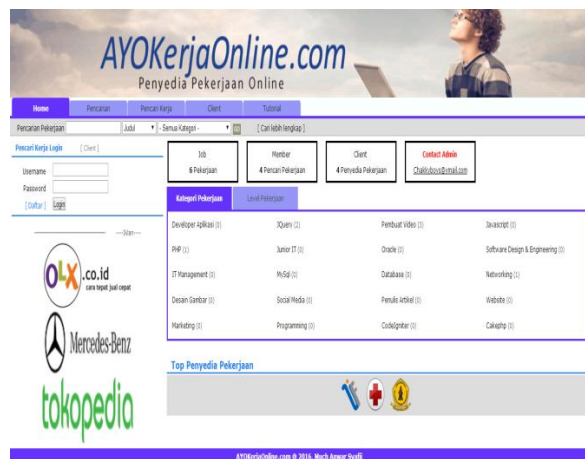 AYOKerjaOnline.com
Penyedia Pekerjaan Online
Home Pencarian Pencari Kerja Client Tutorial
Pencarian Pekerjaan Judul - Semua Kategori - [ Cari lebih lengkap ]
Pencari Kerja Login [ Client ]
Username
Password
[ Daftar ] Login
Job
6 Pekerjaan
Member
4 Pencari Pekerjaan
Client
4 Penyedia Pekerjaan
Contact Admin
Kategori Pekerjaan Level Pekerjaan
Developer Aplikasi (0) JQuery (2) Pembuat Video (0) Javascript (0)
PHP (1) Junior IT (0) Oracle (0) Software Design & Engineering (0)
IT Management (0) MySql (0) Database (0) Networking (1)
Desain Gambar (0) Social Media (0) Penulis Artikel (0) Website (0)
Marketing (0) Programming (0) CodeIgniter (0) Cakephp (0)
---Iklan---
OLX.co.id
cara tepat jual cepat
Mercedes-Benz
tokopedia
Top Penyedia Pekerjaan
AYOKerjaOnline.com © 2016. Much Anwar Syafii